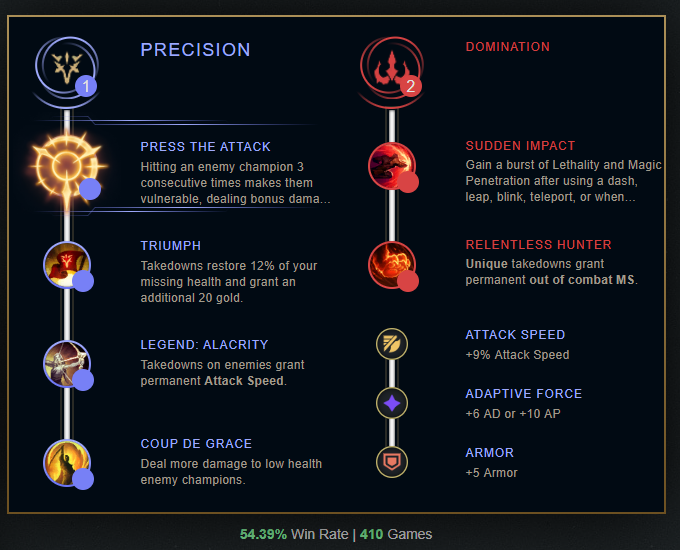 PRECISION
1
PRESS THE ATTACK
Hitting an enemy champion 3
consecutive times makes them
vulnerable, dealing bonus dama...
TRIUMPH
Takedowns restore 12% of your
missing health and grant an
additional 20 gold.
LEGEND: ALACRITY
Takedowns on enemies grant
permanent Attack Speed.
COUP DE GRACE
Deal more damage to low health
enemy champions.
DOMINATION
2
SUDDEN IMPACT
Gain a burst of Lethality and Magic
Penetration after using a dash,
leap, blink, teleport, or when...
RELENTLESS HUNTER
Unique takedowns grant
permanent out of combat MS.
ATTACK SPEED
+9% Attack Speed
ADAPTIVE FORCE
+6 AD or +10 AP
ARMOR
+5 Armor
54.39% Win Rate | 410 Games